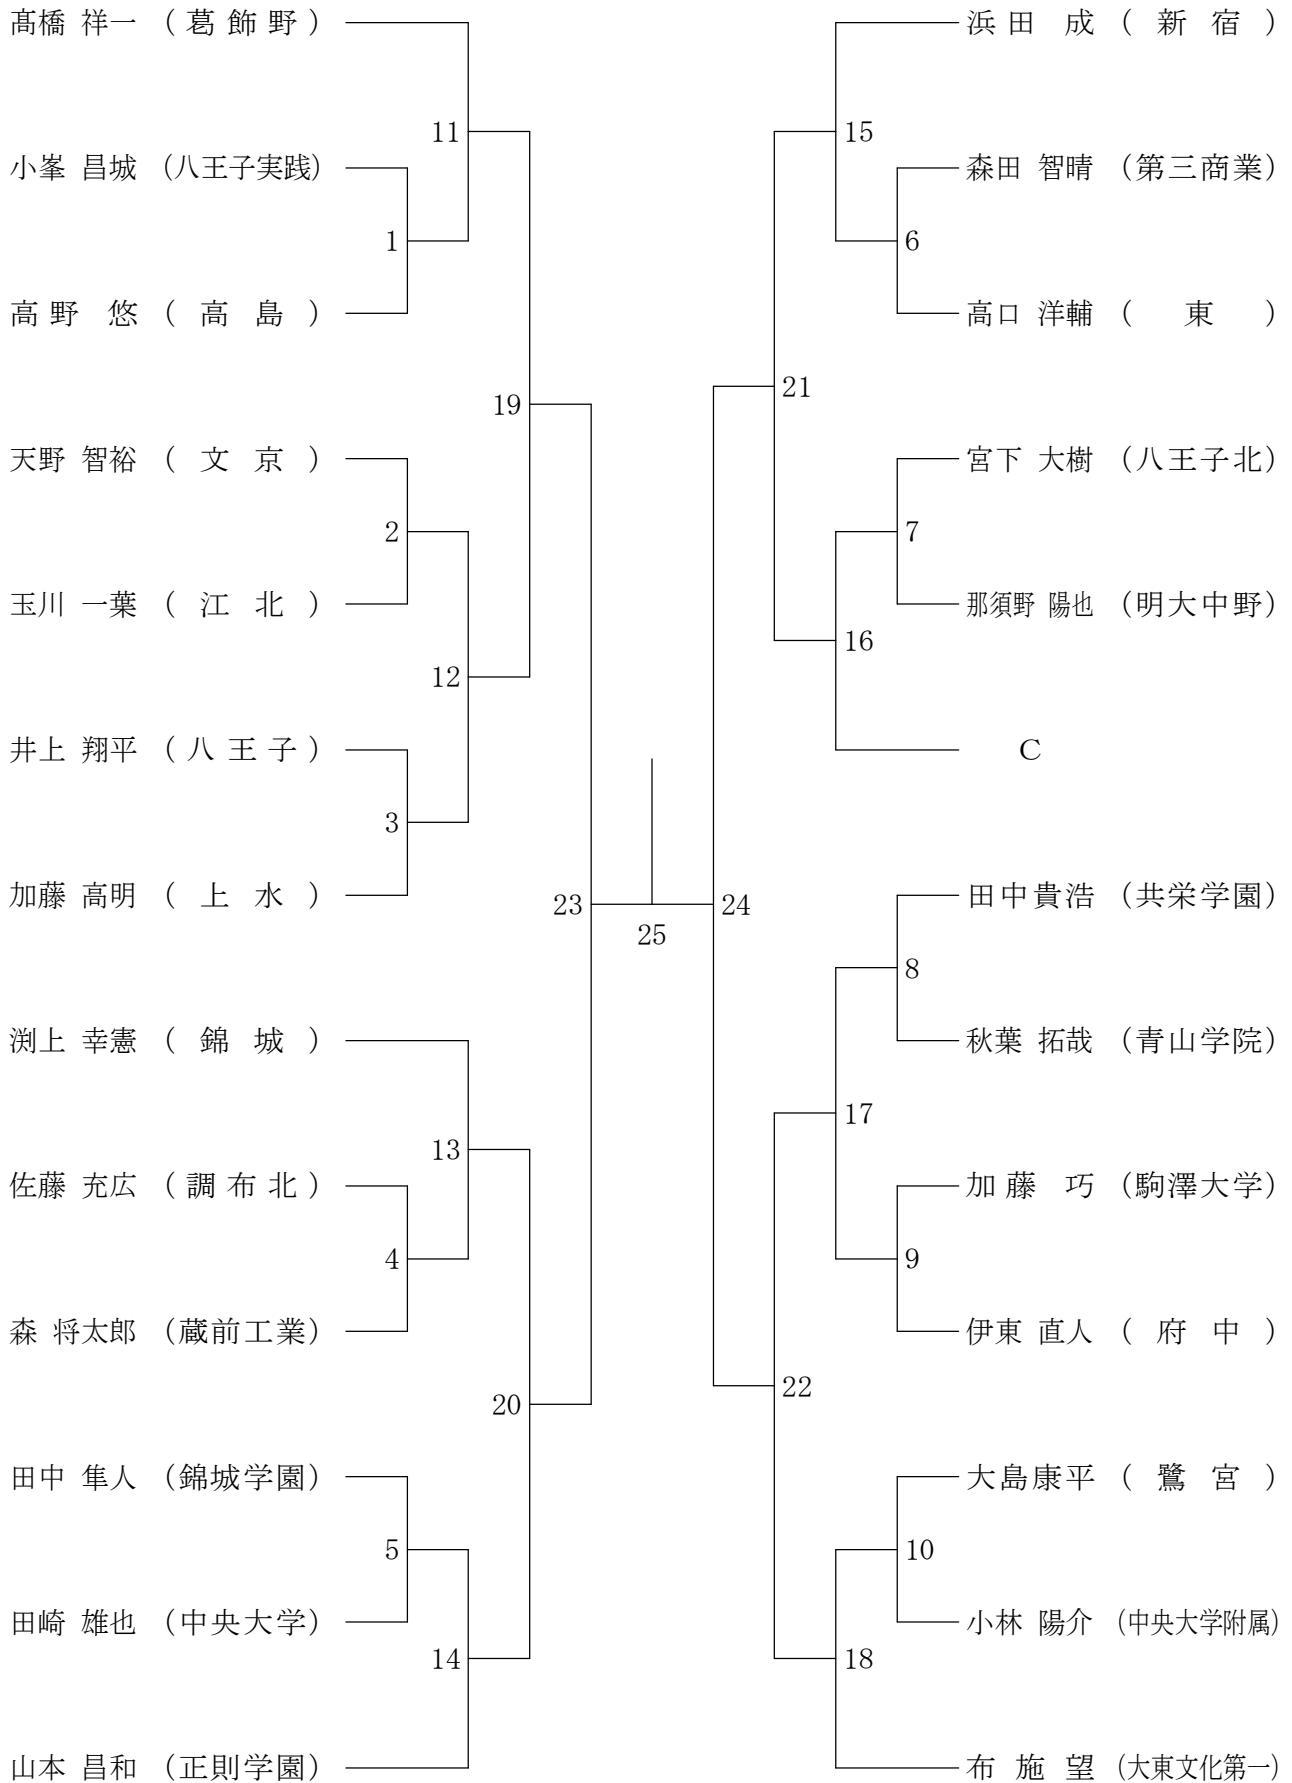 髙橋 祥一 （葛飾野）
11
小峯 昌城 （八王子実践）
1
高野 悠 （高島）
19
天野 智裕 （文京）
2
玉川 一葉 （江北）
12
井上 翔平 （八王子）
3
加藤 高明 （上水）
23
渕上 幸憲 （錦城）
13
佐藤 充広 （調布北）
4
森 将太郎 （蔵前工業）
20
田中 隼人 （錦城学園）
5
田崎 雄也 （中央大学）
14
山本 昌和 （正則学園）
25
浜田 成 （新宿）
15
森田 智晴 （第三商業）
6
高口 洋輔 （東）
21
宮下 大樹 （八王子北）
7
那須野 陽也 （明大中野）
16
C
24
田中貴浩 （共栄学園）
8
秋葉 拓哉 （青山学院）
17
加藤 巧 （駒澤大学）
9
伊東 直人 （府中）
22
大島康平 （鷺宮）
10
小林 陽介 （中央大学附属）
18
布施 望 （大東文化第一）